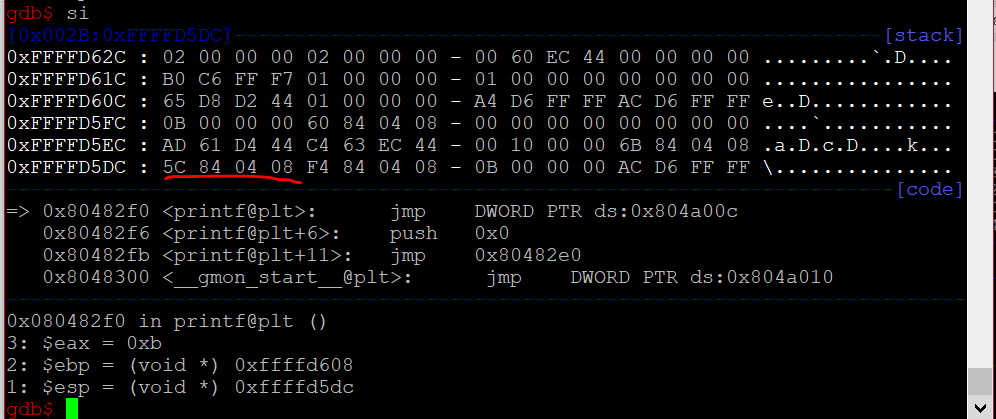 gdb$ si
[0x002B:0xFFFFD5DC] [stack]
0xFFFFD62C : 02 00 00 00 02 00 00 00 - 00 60 EC 44 00 00 00 00 .........`.D....
0xFFFFD61C : B0 C6 FF F7 01 00 00 00 - 01 00 00 00 00 00 00 00 ................
0xFFFFD60C : 65 D8 D2 44 01 00 00 00 - A4 D6 FF FF AC D6 FF FF e..D............
0xFFFFD5FC : 0B 00 00 00 60 84 04 08 - 00 00 00 00 00 00 00 00 ....`...........
0xFFFFD5EC : AD 61 D4 44 C4 63 EC 44 - 00 10 00 00 6B 84 04 08 .a.D.c.D....k...
0xFFFFD5DC : 5C 84 04 08 F4 84 04 08 - 0B 00 00 00 AC D6 FF FF \...............
[code]
=> 0x80482f0 <printf@plt>: jmp DWORD PTR ds:0x804a00c
0x80482f6 <printf@plt+6>: push 0x0
0x80482fb <printf@plt+11>: jmp 0x80482e0
0x8048300 <__gmon_start__@plt>: jmp DWORD PTR ds:0x804a010
0x080482f0 in printf@plt ()
3: $eax = 0xb
2: $ebp = (void *) 0xffffd608
1: $esp = (void *) 0xffffd5dc
gdb$